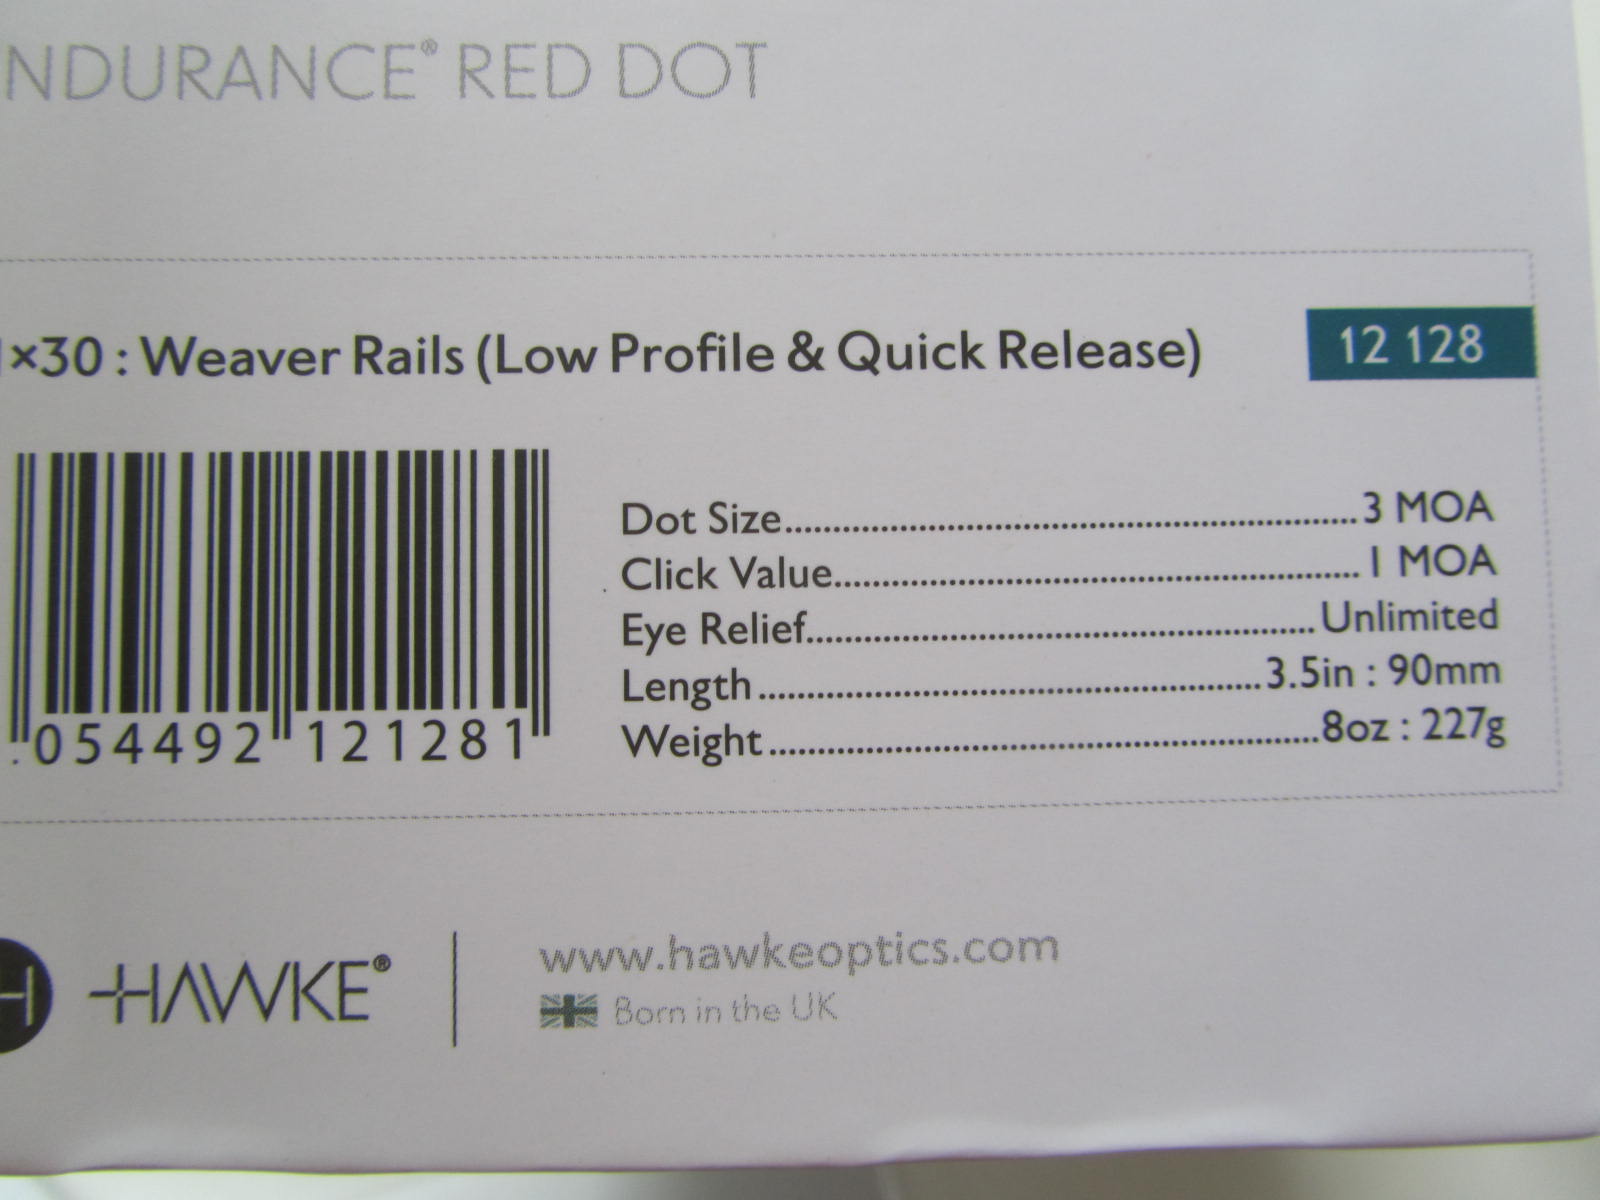 NDURANCE® RED DOT
1×30 : Weaver Rails (Low Profile & Quick Release)
12 128
Dot Size 3 MOA
Click Value 1 MOA
Eye Relief Unlimited
Length 3.5in : 90mm
Weight 8oz : 227g
054492 121281
HAWKE®
www.hawkeoptics.com
Born in the UK